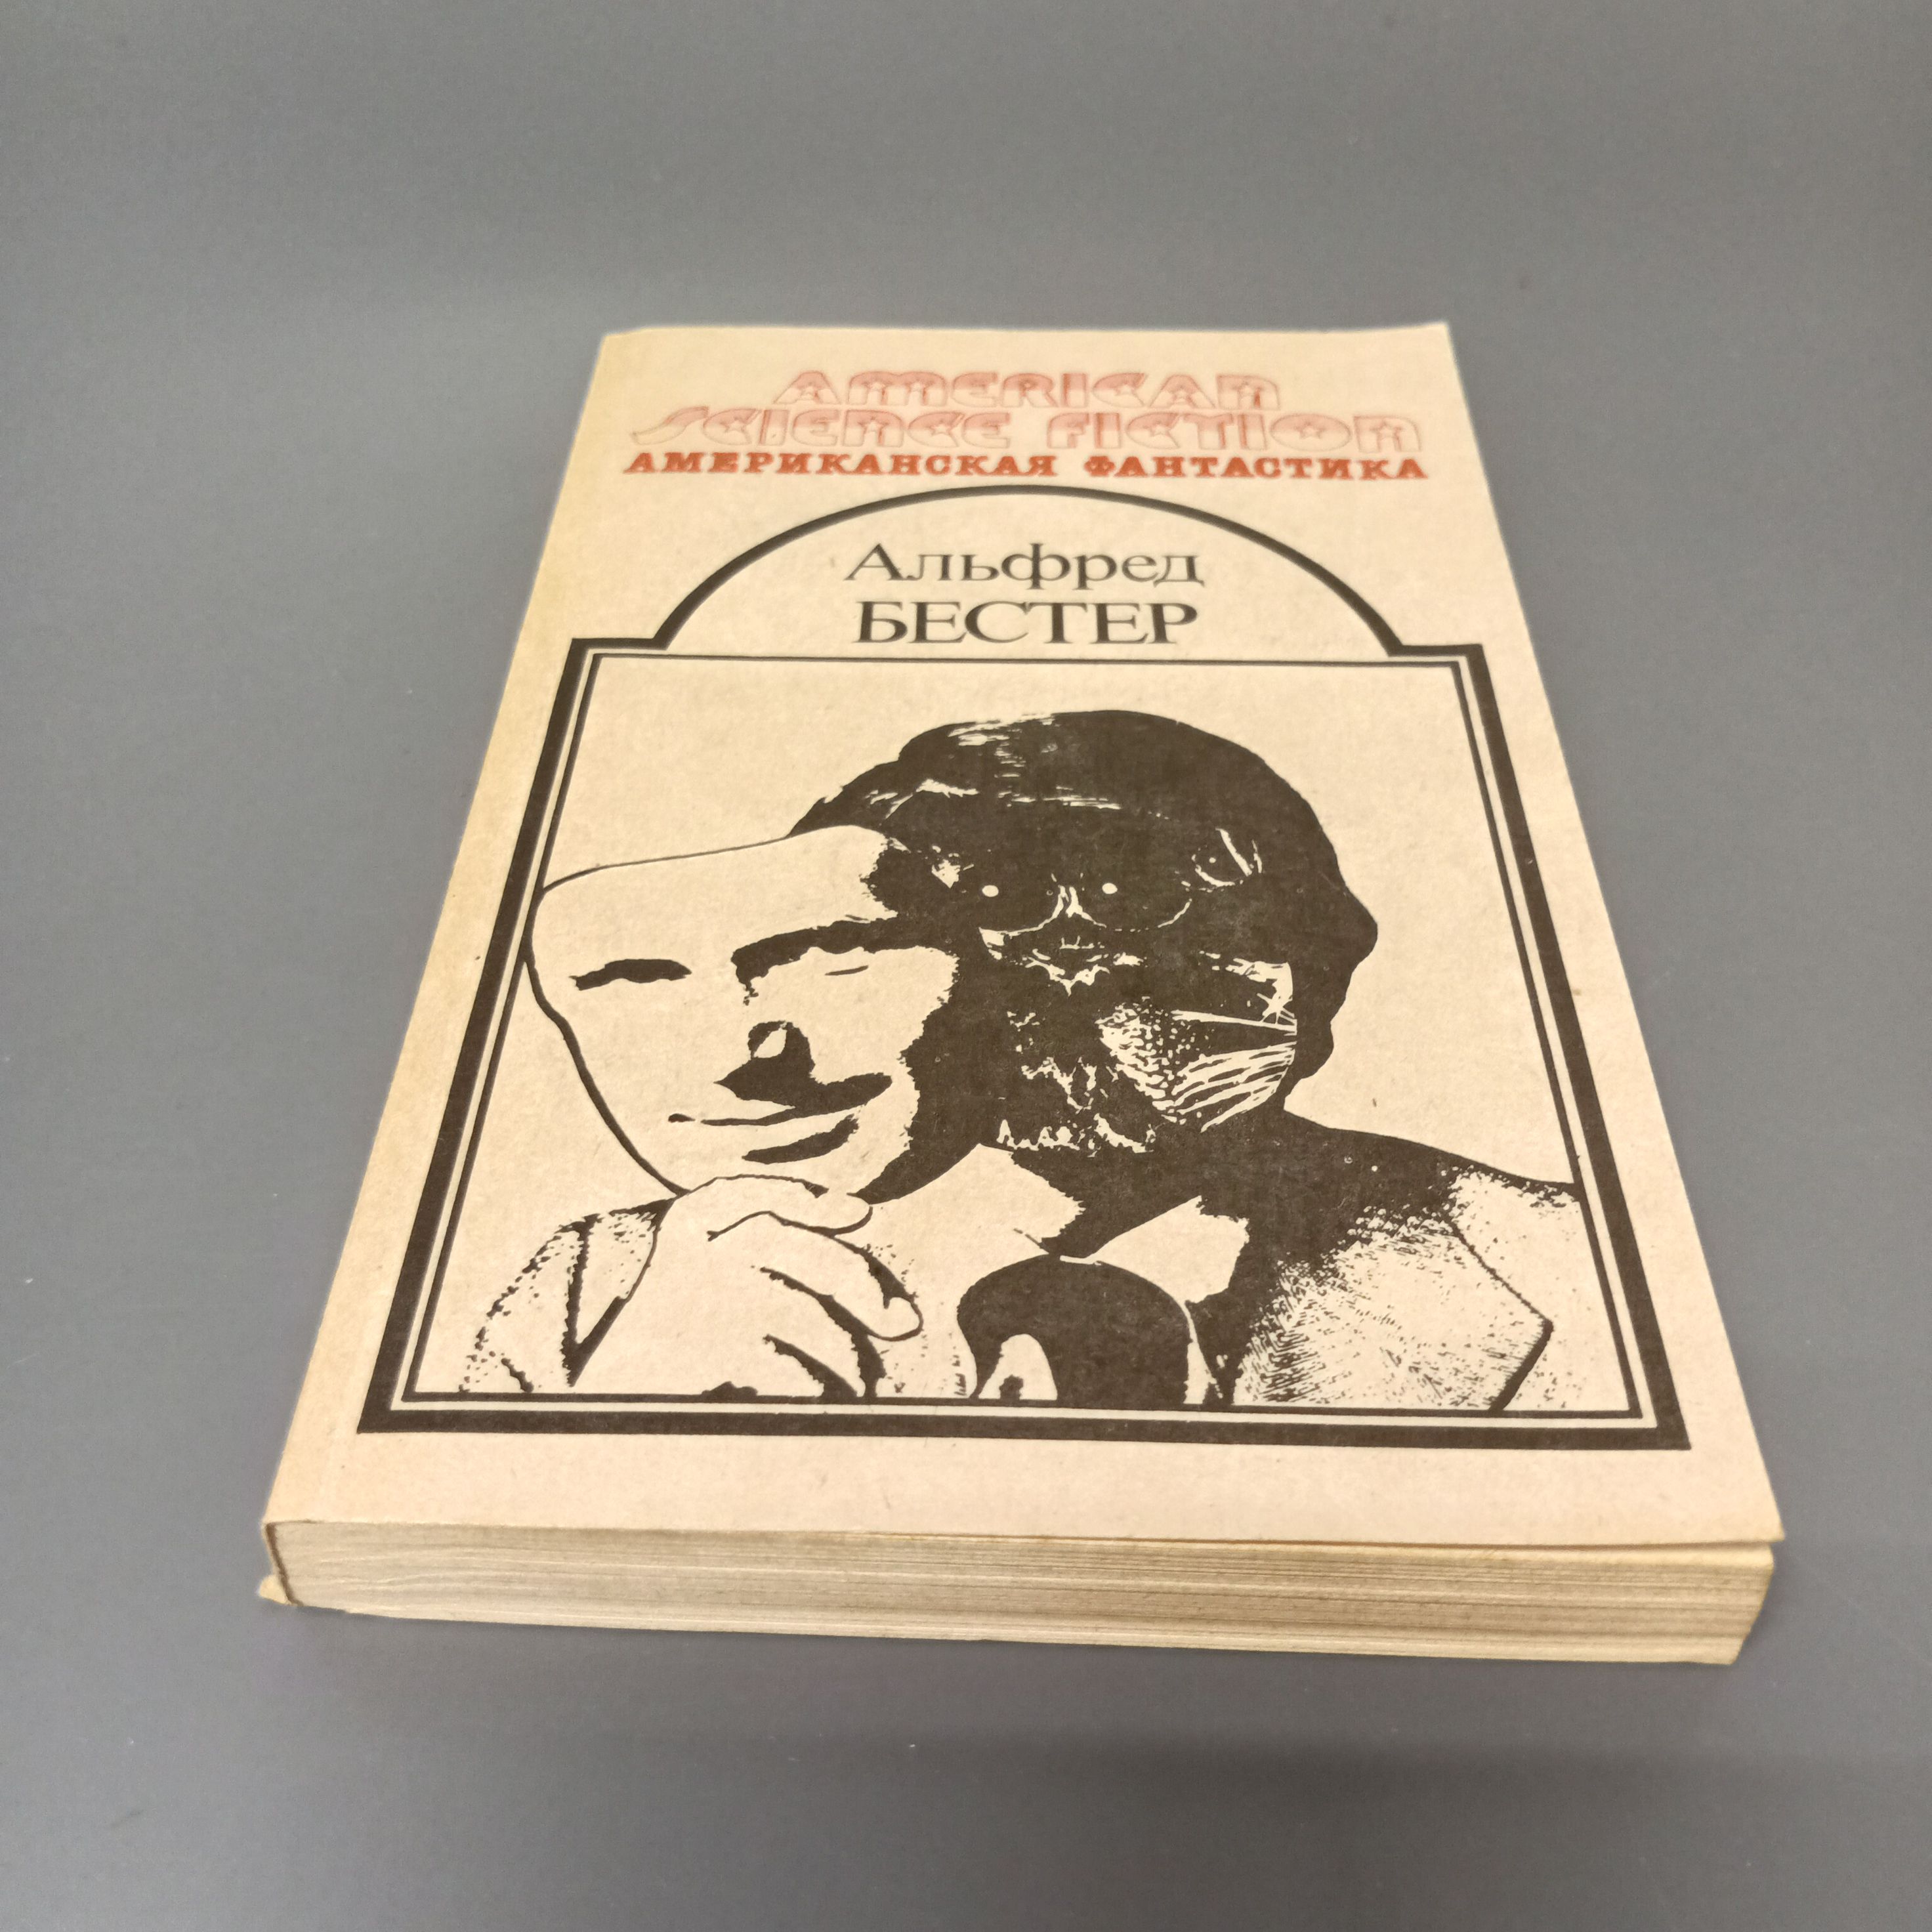 AMERICAN
SCIENCE FICTION
АМЕРИКАНСКАЯ ФАНТАСТИКА
Альфред
БЕСТЕР